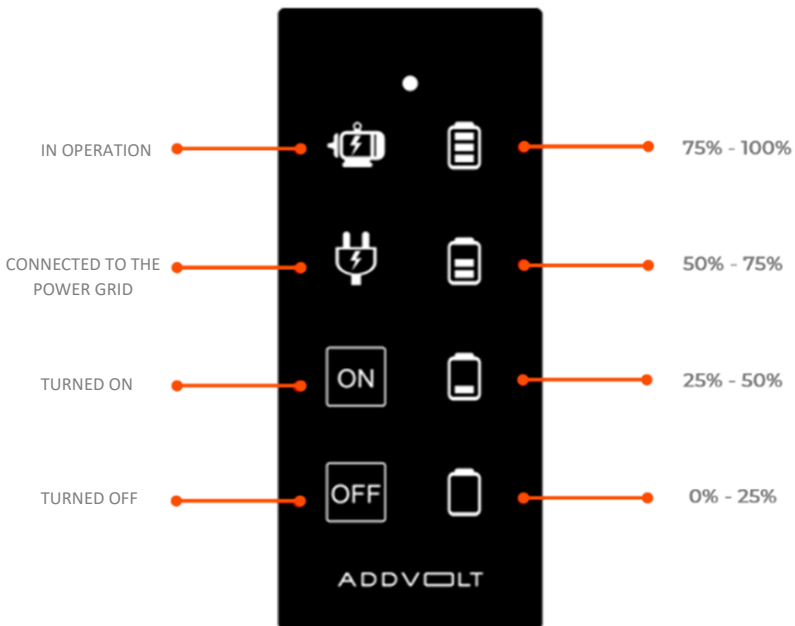 IN OPERATION
75% - 100%
CONNECTED TO THE
POWER GRID
50% - 75%
TURNED ON
ON
25% - 50%
TURNED OFF
OFF
0% - 25%
ADDVOLT